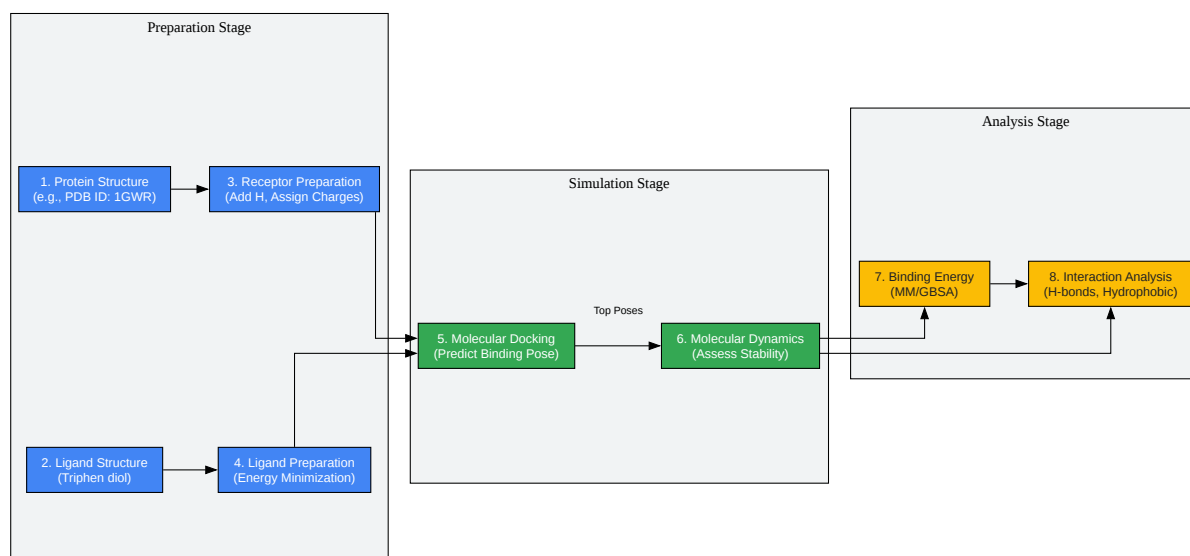 Preparation Stage
1. Protein Structure
(e.g., PDB ID: 1GWR)
3. Receptor Preparation
(Add H, Assign Charges)
2. Ligand Structure
(Triphen diol)
4. Ligand Preparation
(Energy Minimization)
Simulation Stage
5. Molecular Docking
(Predict Binding Pose)
Top Poses
6. Molecular Dynamics
(Assess Stability)
Analysis Stage
7. Binding Energy
(MM/GBSA)
8. Interaction Analysis
(H-bonds, Hydrophobic)